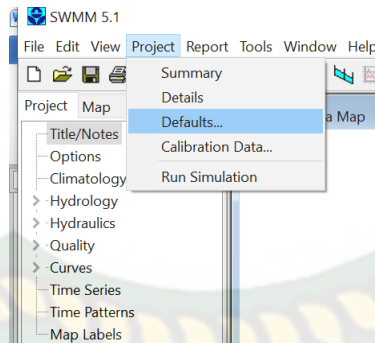 SWMM 5.1
File Edit View Project Report Tools Window Help
Project Map
Summary
Details
Defaults...
Calibration Data...
Run Simulation
a Map
Title/Notes
Options
Climatology
Hydrology
Hydraulics
Quality
Curves
Time Series
Time Patterns
Map Labels